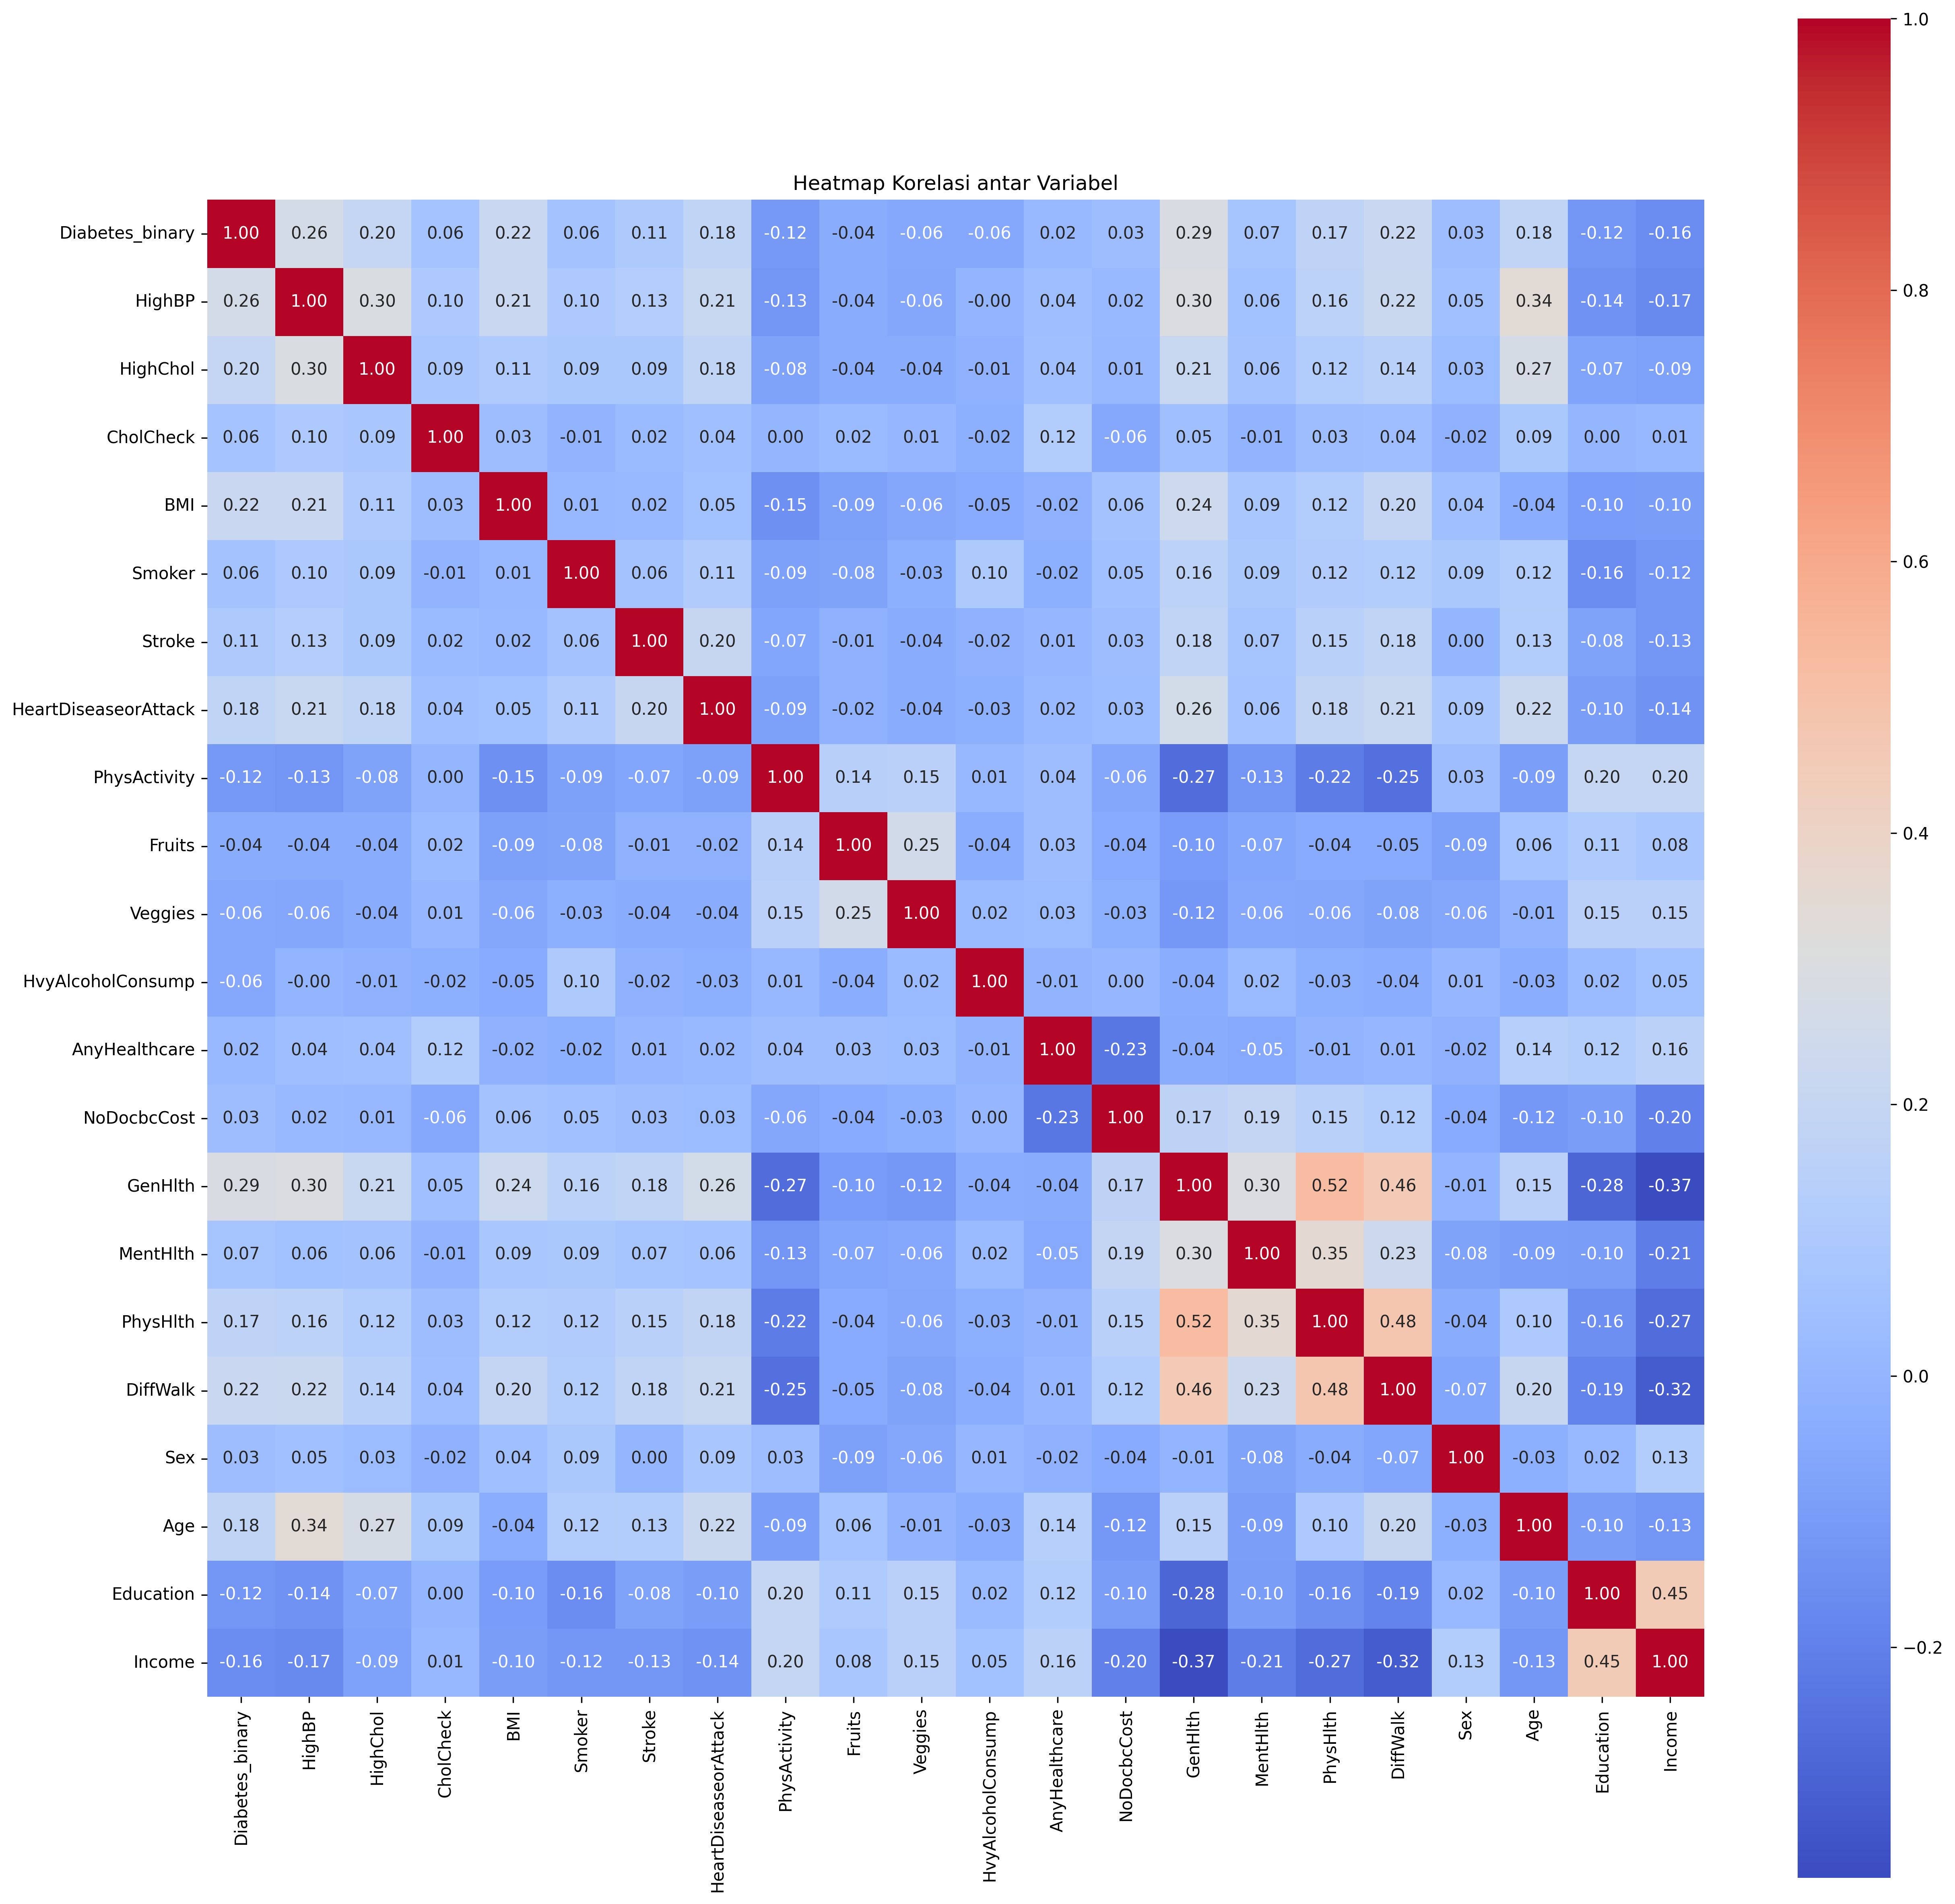 Heatmap Korelasi antar Variabel
Diabetes_binary 1.00 0.26 0.20 0.06 0.22 0.06 0.11 0.18 -0.12 -0.04 -0.06 -0.06 0.02 0.03 0.29 0.07 0.17 0.22 0.03 0.18 -0.12 -0.16
HighBP 0.26 1.00 0.30 0.10 0.21 0.10 0.13 0.21 -0.13 -0.04 -0.06 -0.00 0.04 0.02 0.30 0.06 0.16 0.22 0.05 0.34 -0.14 -0.17
HighChol 0.20 0.30 1.00 0.09 0.11 0.09 0.09 0.18 -0.08 -0.04 -0.04 -0.01 0.04 0.01 0.21 0.06 0.12 0.14 0.03 0.27 -0.07 -0.09
CholCheck 0.06 0.10 0.09 1.00 0.03 -0.01 0.02 0.04 0.00 0.02 0.01 -0.02 0.12 -0.06 0.05 -0.01 0.03 0.04 -0.02 0.09 0.00 0.01
BMI 0.22 0.21 0.11 0.03 1.00 0.01 0.02 0.05 -0.15 -0.09 -0.06 -0.05 -0.02 0.06 0.24 0.09 0.12 0.20 0.04 -0.04 -0.10 -0.10
Smoker 0.06 0.10 0.09 -0.01 0.01 1.00 0.06 0.11 -0.09 -0.08 -0.03 0.10 -0.02 0.05 0.16 0.09 0.12 0.12 0.09 0.12 -0.16 -0.12
Stroke 0.11 0.13 0.09 0.02 0.02 0.06 1.00 0.20 -0.07 -0.01 -0.04 -0.02 0.01 0.03 0.18 0.07 0.15 0.18 0.00 0.13 -0.08 -0.13
HeartDiseaseorAttack 0.18 0.21 0.18 0.04 0.05 0.11 0.20 1.00 -0.09 -0.02 -0.04 -0.03 0.02 0.03 0.26 0.06 0.18 0.21 0.09 0.22 -0.10 -0.14
PhysActivity -0.12 -0.13 -0.08 0.00 -0.15 -0.09 -0.07 -0.09 1.00 0.14 0.15 0.01 0.04 -0.06 -0.27 -0.13 -0.22 -0.25 0.03 -0.09 0.20 0.20
Fruits -0.04 -0.04 -0.04 0.02 -0.09 -0.08 -0.01 -0.02 0.14 1.00 0.25 -0.04 0.03 -0.04 -0.10 -0.07 -0.04 -0.05 -0.09 0.06 0.11 0.08
Veggies -0.06 -0.06 -0.04 0.01 -0.06 -0.03 -0.04 -0.04 0.15 0.25 1.00 0.02 0.03 -0.03 -0.12 -0.06 -0.06 -0.08 -0.06 -0.01 0.15 0.15
HvyAlcoholConsump -0.06 -0.00 -0.01 -0.02 -0.05 0.10 -0.02 -0.03 0.01 -0.04 0.02 1.00 -0.01 0.00 -0.04 0.02 -0.03 -0.04 0.01 -0.03 0.02 0.05
AnyHealthcare 0.02 0.04 0.04 0.12 -0.02 -0.02 0.01 0.02 0.04 0.03 0.03 -0.01 1.00 -0.23 -0.04 -0.05 -0.01 0.01 -0.02 0.14 0.12 0.16
NoDocbcCost 0.03 0.02 0.01 -0.06 0.06 0.05 0.03 0.03 -0.06 -0.04 -0.03 0.00 -0.23 1.00 0.17 0.19 0.15 0.12 -0.04 -0.12 -0.10 -0.20
GenHlth 0.29 0.30 0.21 0.05 0.24 0.16 0.18 0.26 -0.27 -0.10 -0.12 -0.04 -0.04 0.17 1.00 0.30 0.52 0.46 -0.01 0.15 -0.28 -0.37
MentHlth 0.07 0.06 0.06 -0.01 0.09 0.09 0.07 0.06 -0.13 -0.07 -0.06 0.02 -0.05 0.19 0.30 1.00 0.35 0.23 -0.08 -0.09 -0.10 -0.21
PhysHlth 0.17 0.16 0.12 0.03 0.12 0.12 0.15 0.18 -0.22 -0.04 -0.06 -0.03 -0.01 0.15 0.52 0.35 1.00 0.48 -0.04 0.10 -0.16 -0.27
DiffWalk 0.22 0.22 0.14 0.04 0.20 0.12 0.18 0.21 -0.25 -0.05 -0.08 -0.04 0.01 0.12 0.46 0.23 0.48 1.00 -0.07 0.20 -0.19 -0.32
Sex 0.03 0.05 0.03 -0.02 0.04 0.09 0.00 0.09 0.03 -0.09 -0.06 0.01 -0.02 -0.04 -0.01 -0.08 -0.04 -0.07 1.00 -0.03 0.02 0.13
Age 0.18 0.34 0.27 0.09 -0.04 0.12 0.13 0.22 -0.09 0.06 -0.01 -0.03 0.14 -0.12 0.15 -0.09 0.10 0.20 -0.03 1.00 -0.10 -0.13
Education -0.12 -0.14 -0.07 0.00 -0.10 -0.16 -0.08 -0.10 0.20 0.11 0.15 0.02 0.12 -0.10 -0.28 -0.10 -0.16 -0.19 0.02 -0.10 1.00 0.45
Income -0.16 -0.17 -0.09 0.01 -0.10 -0.12 -0.13 -0.14 0.20 0.08 0.15 0.05 0.16 -0.20 -0.37 -0.21 -0.27 -0.32 0.13 -0.13 0.45 1.00
Diabetes_binary
HighBP
HighChol
CholCheck
BMI
Smoker
Stroke
HeartDiseaseorAttack
PhysActivity
Fruits
Veggies
HvyAlcoholConsump
AnyHealthcare
NoDocbcCost
GenHlth
MentHlth
PhysHlth
DiffWalk
Sex
Age
Education
Income
1.0
0.8
0.6
0.4
0.2
0.0
−0.2